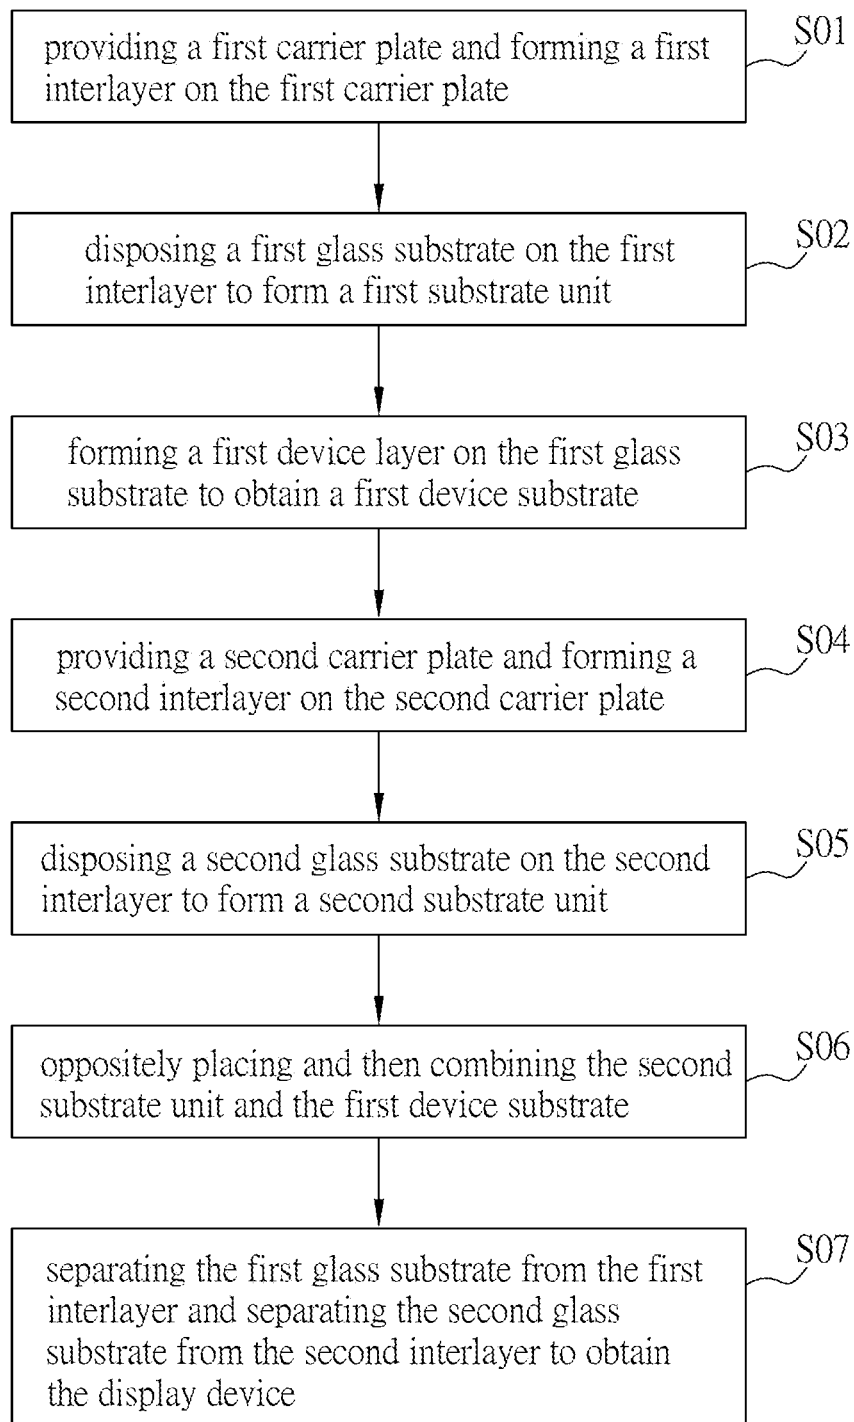 S01
providing a first carrier plate and forming a first
interlayer on the first carrier plate
S02
disposing a first glass substrate on the first
interlayer to form a first substrate unit
S03
forming a first device layer on the first glass
substrate to obtain a first device substrate
S04
providing a second carrier plate and forming a
second interlayer on the second carrier plate
S05
disposing a second glass substrate on the second
interlayer to form a second substrate unit
S06
oppositely placing and then combining the second
substrate unit and the first device substrate
S07
separating the first glass substrate from the first
interlayer and separating the second glass
substrate from the second interlayer to obtain
the display device